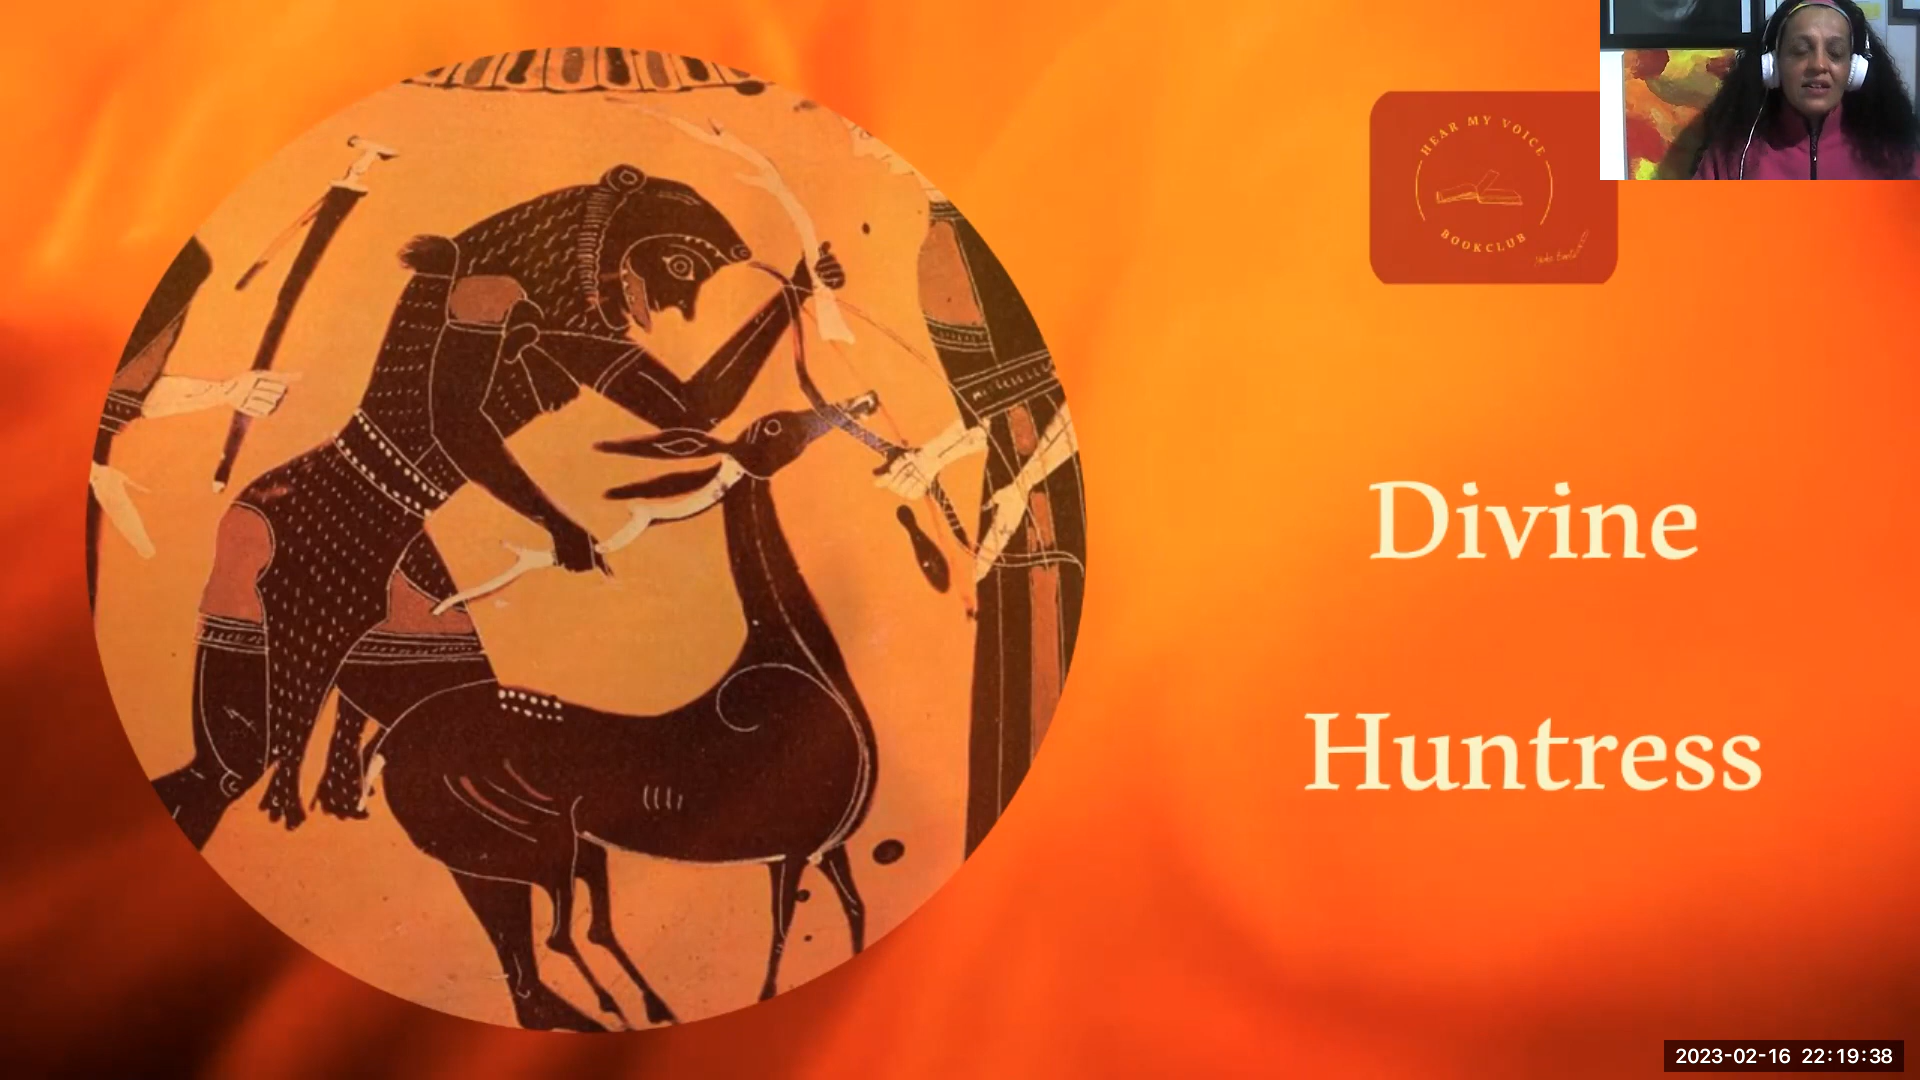 HEAR MY VOICE
BOOKCLUB
Divine
Huntress
2023-02-16 22:19:38